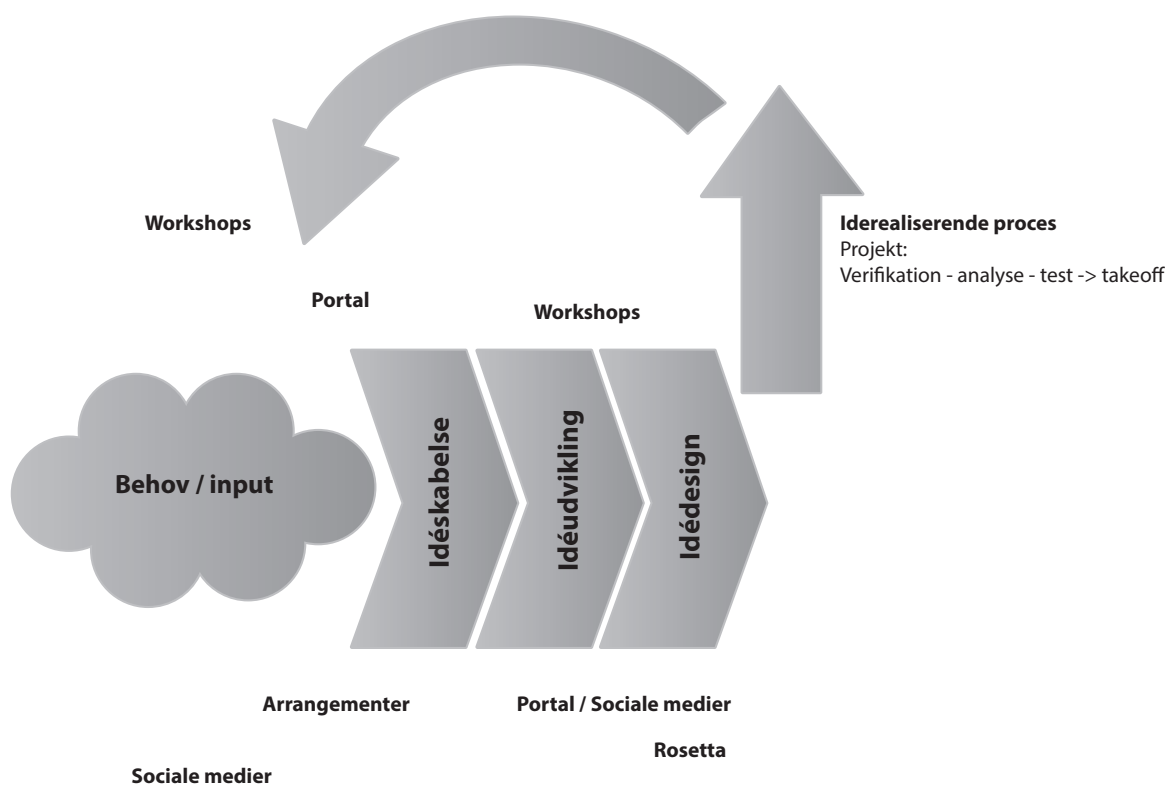 Workshops
Iderealiserende proces
Projekt:
Verifikation - analyse - test -> takeoff
Portal
Workshops
Behov / input
Idéskabelse
Idéudvikling
Idédesign
Arrangementer
Portal / Sociale medier
Rosetta
Sociale medier